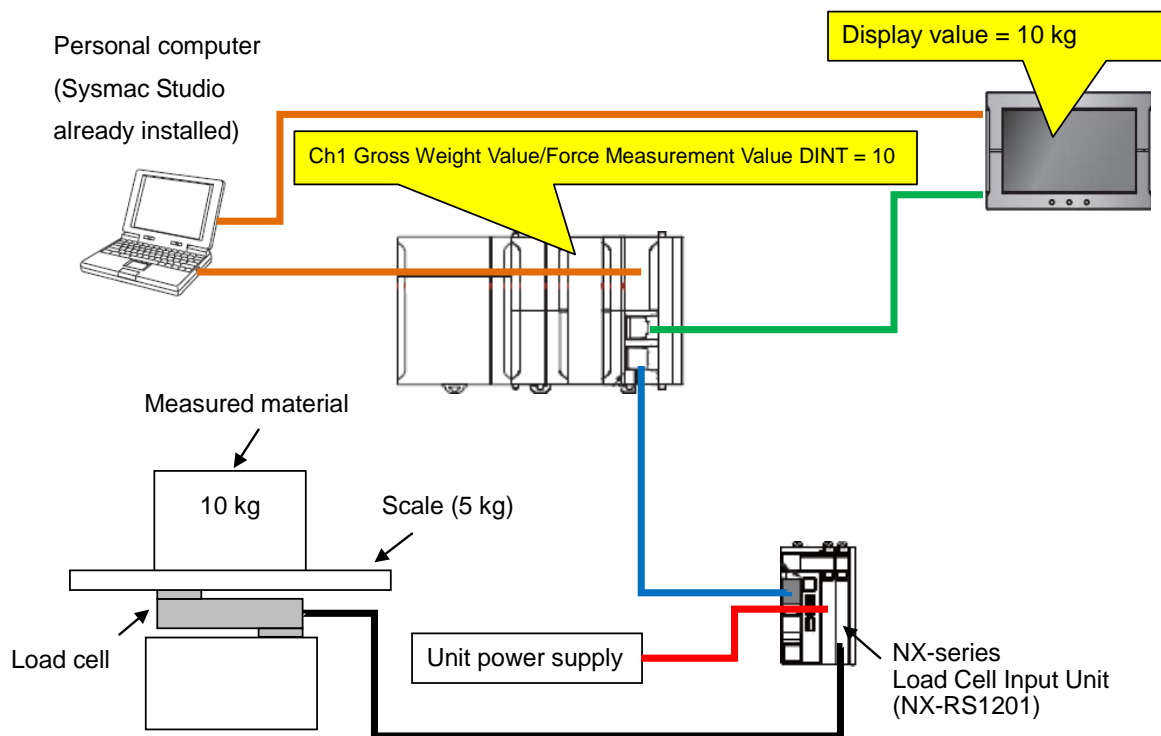 Personal computer
(Sysmac Studio
already installed)
Display value = 10 kg
Ch1 Gross Weight Value/Force Measurement Value DINT = 10
Measured material
10 kg
Scale (5 kg)
Load cell
Unit power supply
NX-series
Load Cell Input Unit
(NX-RS1201)